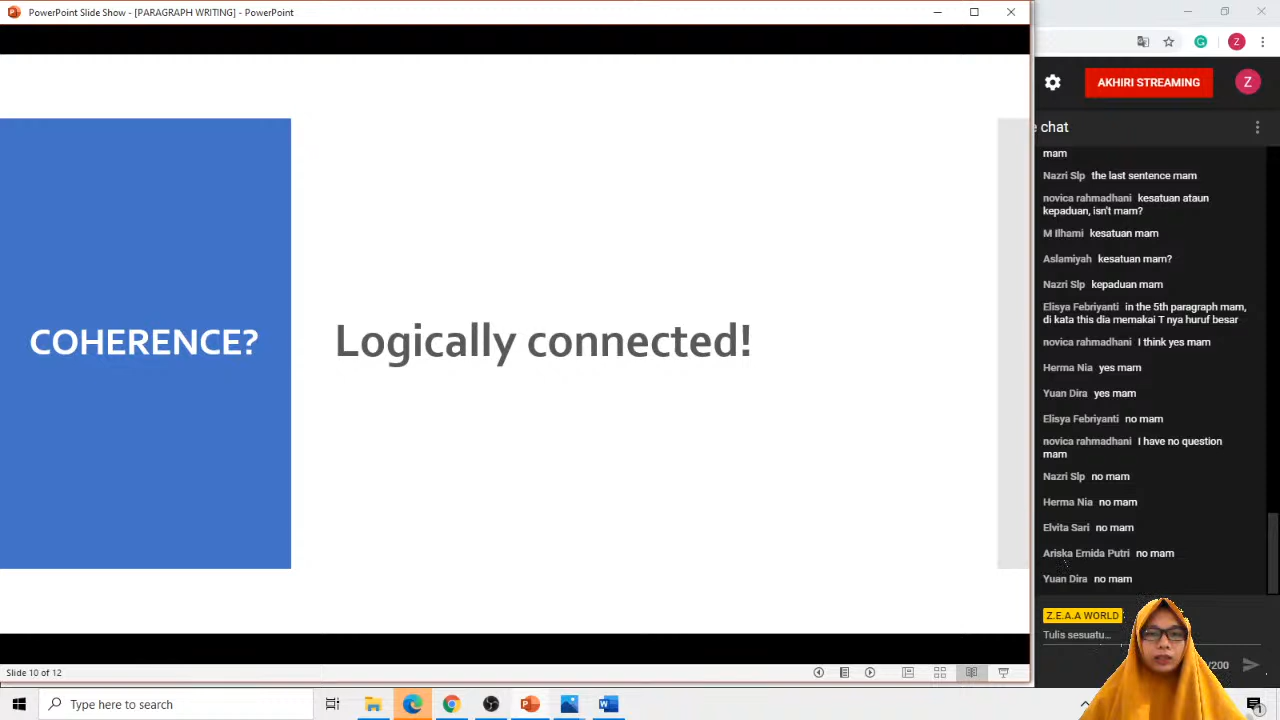 PowerPoint Slide Show - [PARAGRAPH WRITING] - PowerPoint
COHERENCE?
Logically connected!
Slide 10 of 12
Type here to search
Z
AKHIRI STREAMING
Z
chat
mam
Nazri Slp the last sentence mam
novica rahmadhani kesatuan ataun
kepaduan, isn't mam?
M Ilhami kesatuan mam
Aslamiyah kesatuan mam?
Nazri Slp kepaduan mam
Elisya Febriyanti in the 5th paragraph mam,
di kata this dia memakai T nya huruf besar
novica rahmadhani I think yes mam
Herma Nia yes mam
Yuan Dira yes mam
Elisya Febriyanti no mam
novica rahmadhani I have no question
mam
Nazri Slp no mam
Herma Nia no mam
Elvita Sari no mam
Ariska Emida Putri no mam
Yuan Dira no mam
Z.E.A.A WORLD
Tulis sesuatu...
/200